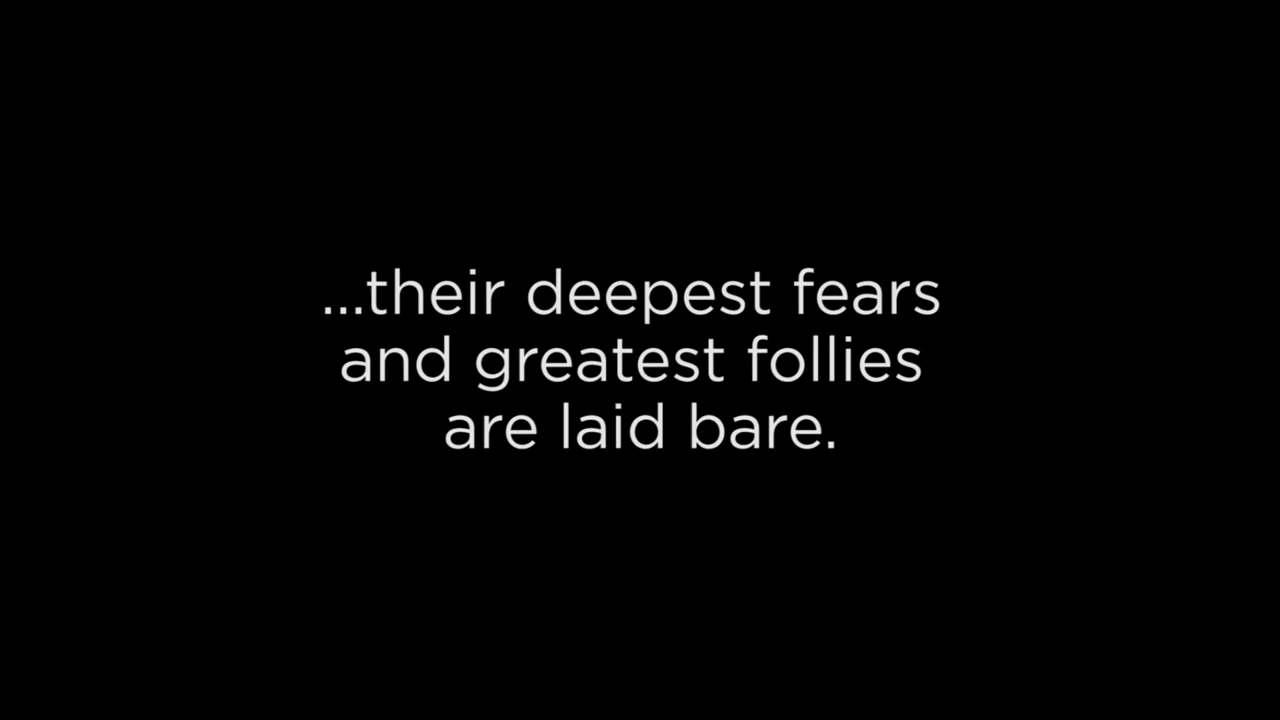 ...their deepest fears
and greatest follies
are laid bare.